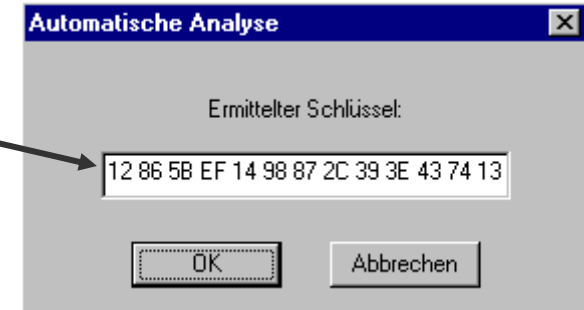 Automatische Analyse
Ermittelter Schlüssel:
12 86 5B EF 14 98 87 2C 39 3E 43 74 13
OK Abbrechen